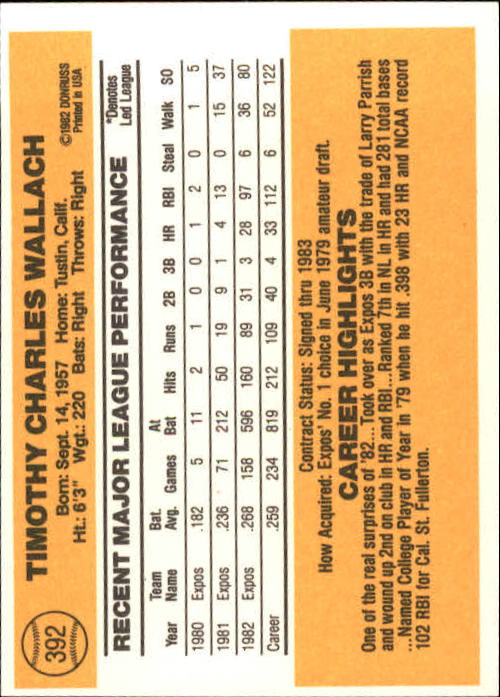 392
TIMOTHY CHARLES WALLACH
Born: Sept. 14, 1957 Home: Tustin, Calif.
Ht.: 6'3" Wgt.: 220 Bats: Right Throws: Right
©1982 DONRUSS
Printed in USA
RECENT MAJOR LEAGUE PERFORMANCE
*Denotes
Led League
Year Team Name Bat. Avg. Games At Bat Hits Runs 2B 3B HR RBI Steal Walk SO
1980 Expos .182 5 11 2 1 0 0 1 2 0 1 5
1981 Expos .236 71 212 50 19 9 1 4 13 0 15 37
1982 Expos .268 158 596 160 89 31 3 28 97 6 36 80
Career .259 234 819 212 109 40 4 33 112 6 52 122
Contract Status: Signed thru 1983
How Acquired: Expos' No. 1 choice in June 1979 amateur draft.
CAREER HIGHLIGHTS
One of the real surprises of '82... Took over as Expos 3B with the trade of Larry Parrish
and wound up 2nd on club in HR and RBI... Ranked 7th in NL in HR and had 281 total bases
...Named College Player of Year in '79 when he hit .398 with 23 HR and NCAA record
102 RBI for Cal. St. Fullerton.